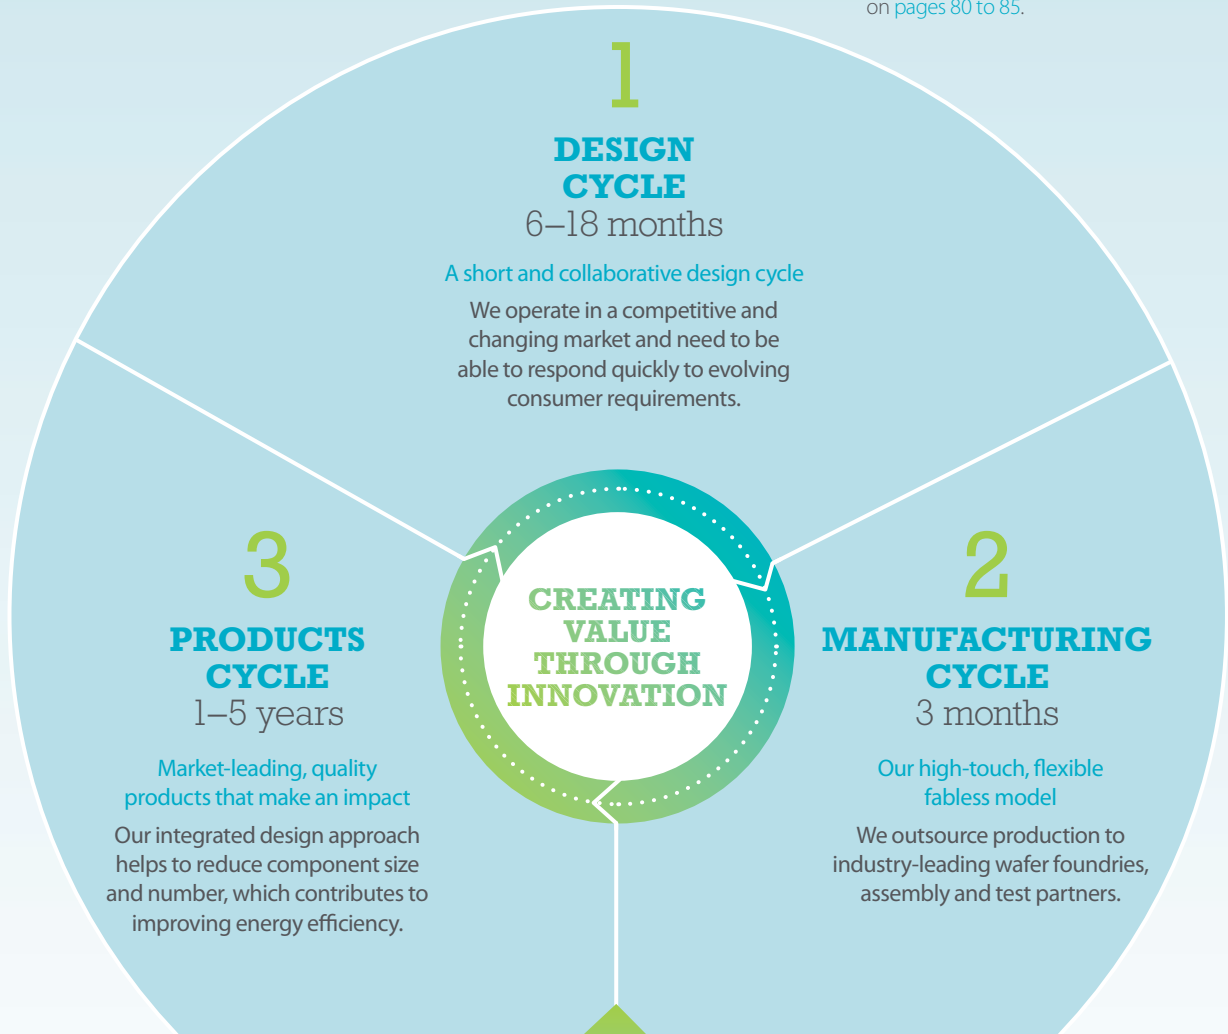 on pages 80 to 85.
1
DESIGN
CYCLE
6–18 months
A short and collaborative design cycle
We operate in a competitive and
changing market and need to be
able to respond quickly to evolving
consumer requirements.
CREATING
VALUE
THROUGH
INNOVATION
2
MANUFACTURING
CYCLE
3 months
Our high-touch, flexible
fabless model
We outsource production to
industry-leading wafer foundries,
assembly and test partners.
3
PRODUCTS
CYCLE
1–5 years
Market-leading, quality
products that make an impact
Our integrated design approach
helps to reduce component size
and number, which contributes to
improving energy efficiency.